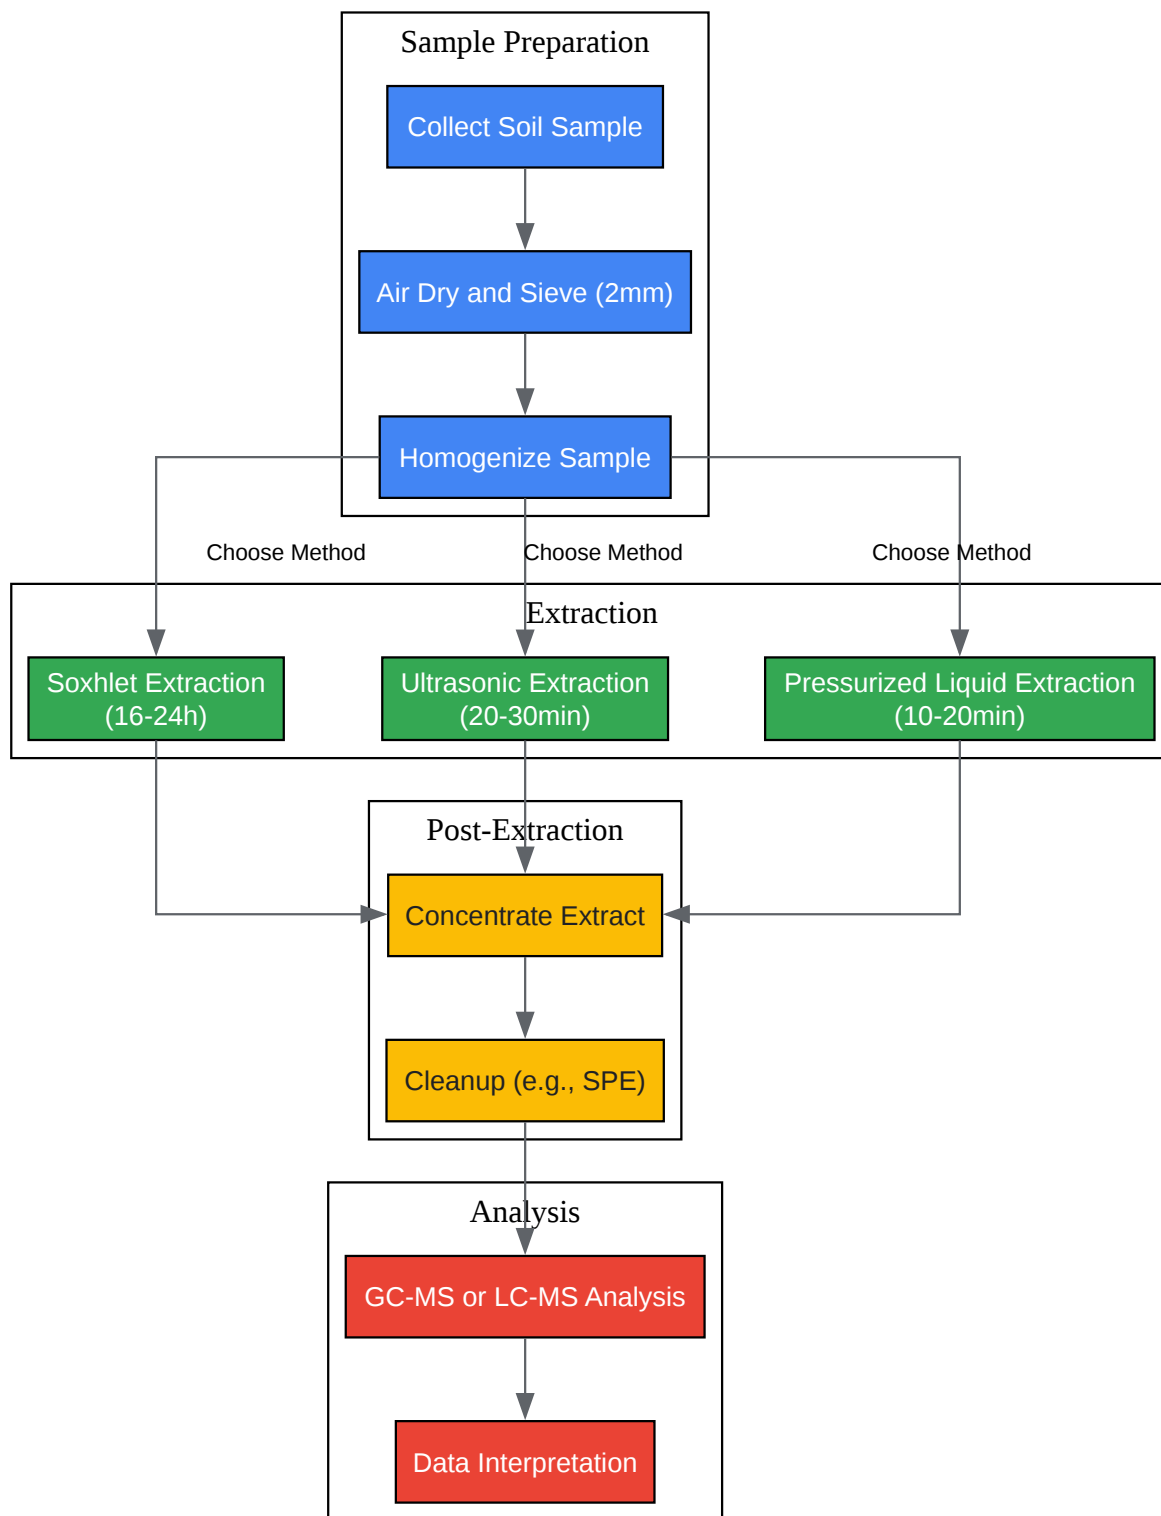 Sample Preparation
Collect Soil Sample
Air Dry and Sieve (2mm)
Homogenize Sample
Choose Method
Choose Method
Choose Method
Extraction
Soxhlet Extraction
(16-24h)
Ultrasonic Extraction
(20-30min)
Pressurized Liquid Extraction
(10-20min)
Post-Extraction
Concentrate Extract
Cleanup (e.g., SPE)
Analysis
GC-MS or LC-MS Analysis
Data Interpretation